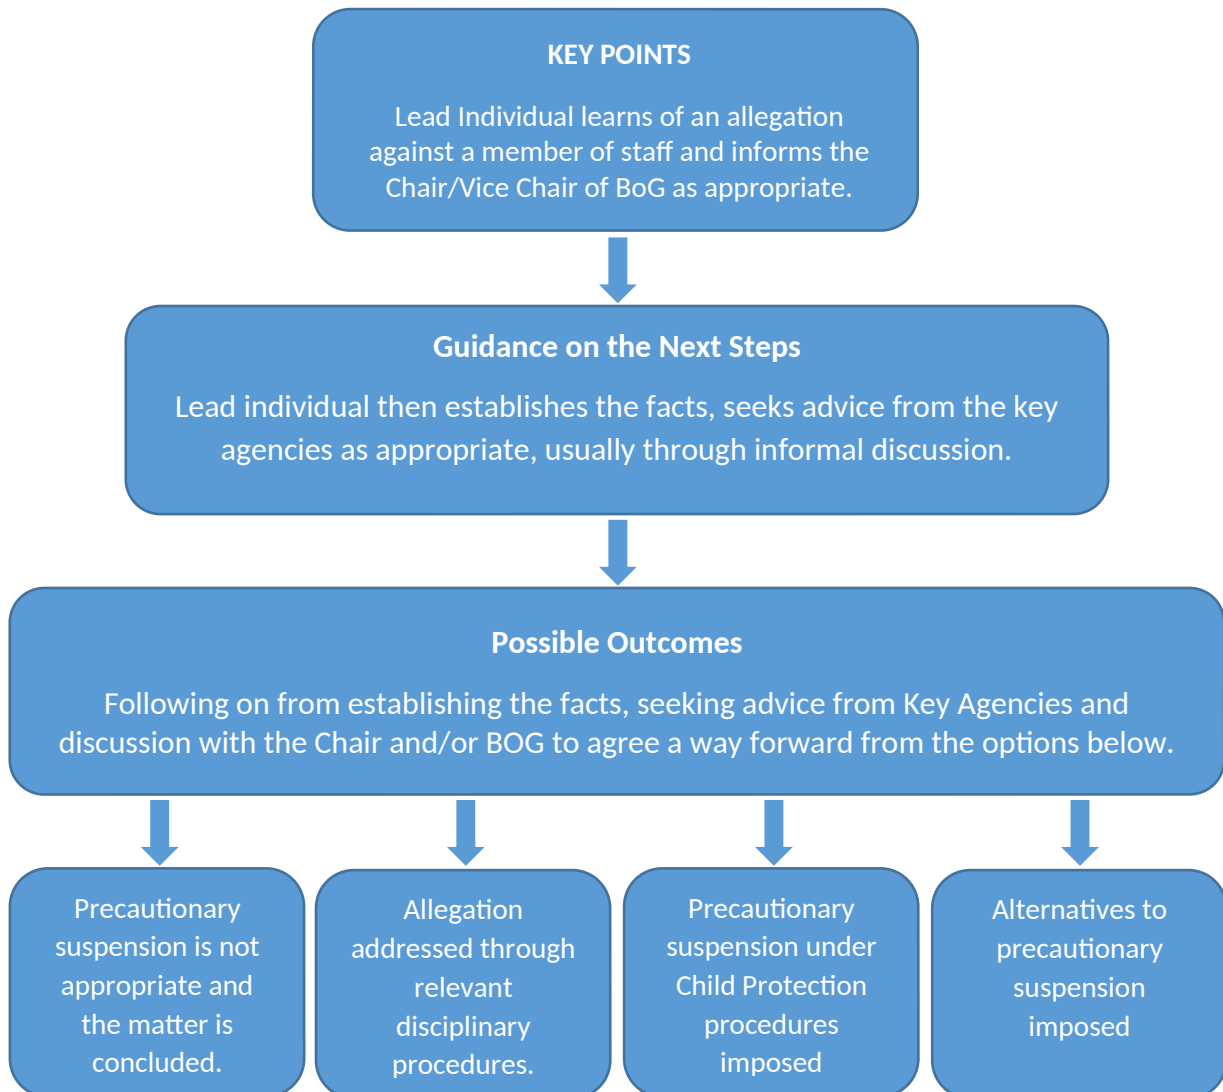 KEY POINTS
Lead Individual learns of an allegation
against a member of staff and informs the
Chair/Vice Chair of BoG as appropriate.
Guidance on the Next Steps
Lead individual then establishes the facts, seeks advice from the key
agencies as appropriate, usually through informal discussion.
Possible Outcomes
Following on from establishing the facts, seeking advice from Key Agencies and
discussion with the Chair and/or BOG to agree a way forward from the options below.
Precautionary
suspension is not
appropriate and
the matter is
concluded.
Allegation
addressed through
relevant
disciplinary
procedures.
Precautionary
suspension under
Child Protection
procedures
imposed
Alternatives to
precautionary
suspension
imposed